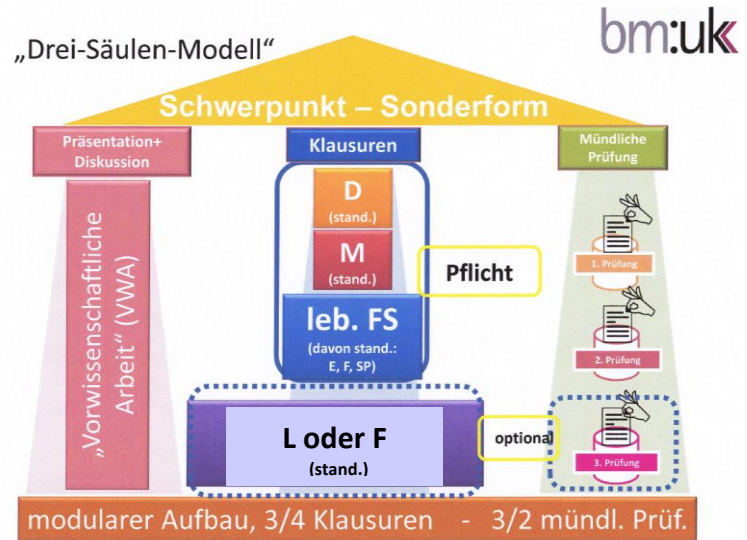 „Drei-Säulen-Modell“
bm:uk
Schwerpunkt – Sonderform
Präsentation+
Diskussion
„Vorwissenschaftliche
Arbeit“ (VWA)
Klausuren
D
(stand.)
M
(stand.)
leb. FS
(davon stand.:
E, F, SP)
Pflicht
L oder F
(stand.)
optional
Mündliche
Prüfung
1. Prüfung
2. Prüfung
3. Prüfung
modularer Aufbau, 3/4 Klausuren - 3/2 mündl. Prüf.